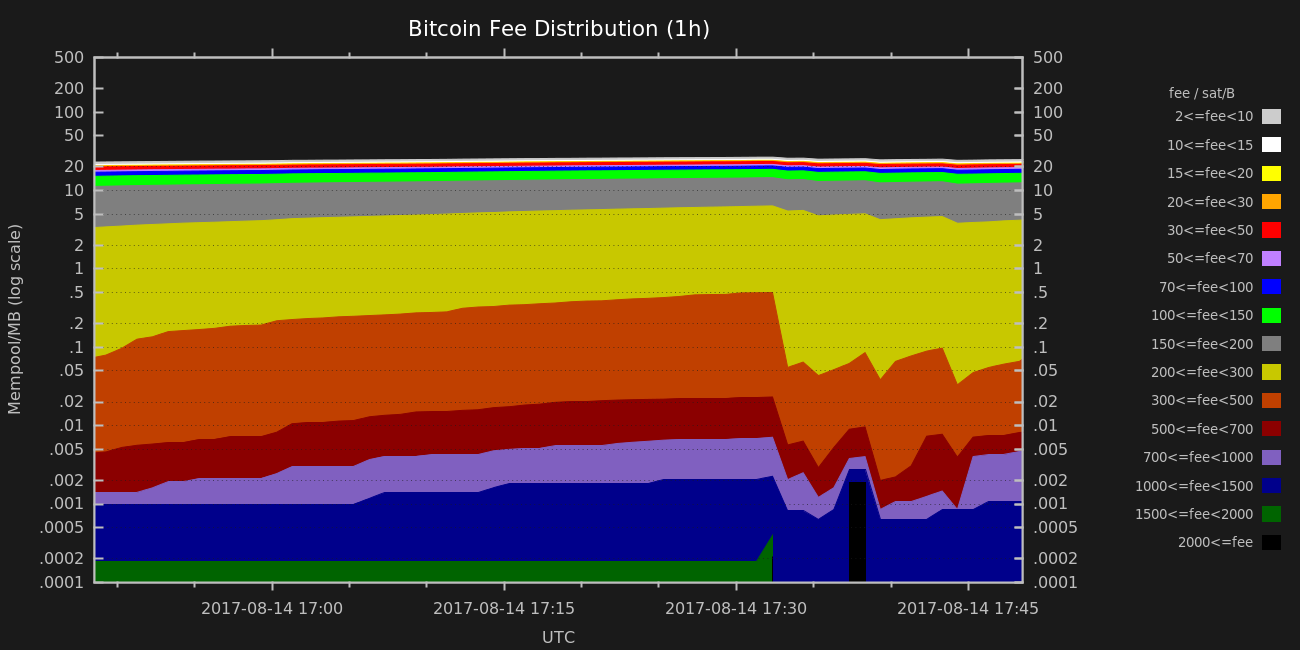 Bitcoin Fee Distribution (1h)
Mempool/MB (log scale)
500
200
100
50
20
10
5
2
1
.5
.2
.1
.05
.02
.01
.005
.002
.001
.0005
.0002
.0001
500
200
100
50
20
10
5
2
1
.5
.2
.1
.05
.02
.01
.005
.002
.001
.0005
.0002
.0001
2017-08-14 17:00
2017-08-14 17:15
2017-08-14 17:30
2017-08-14 17:45
UTC
fee / sat/B
2<=fee<10
10<=fee<15
15<=fee<20
20<=fee<30
30<=fee<50
50<=fee<70
70<=fee<100
100<=fee<150
150<=fee<200
200<=fee<300
300<=fee<500
500<=fee<700
700<=fee<1000
1000<=fee<1500
1500<=fee<2000
2000<=fee